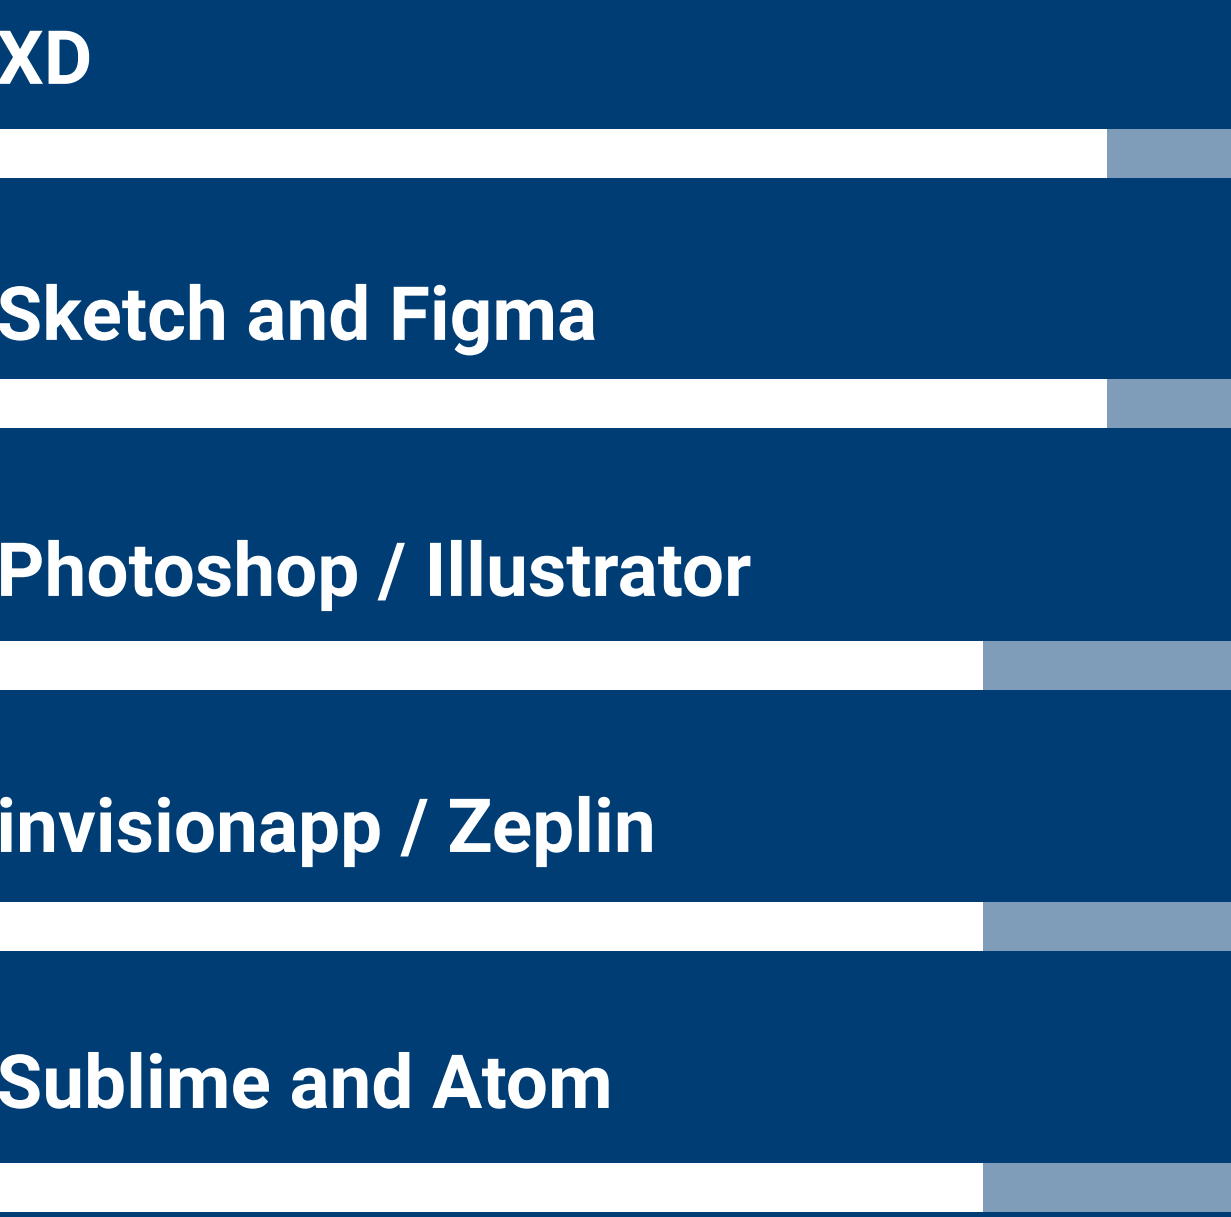 XD
Sketch and Figma
Photoshop / Illustrator
invisionapp / Zeplin
Sublime and Atom